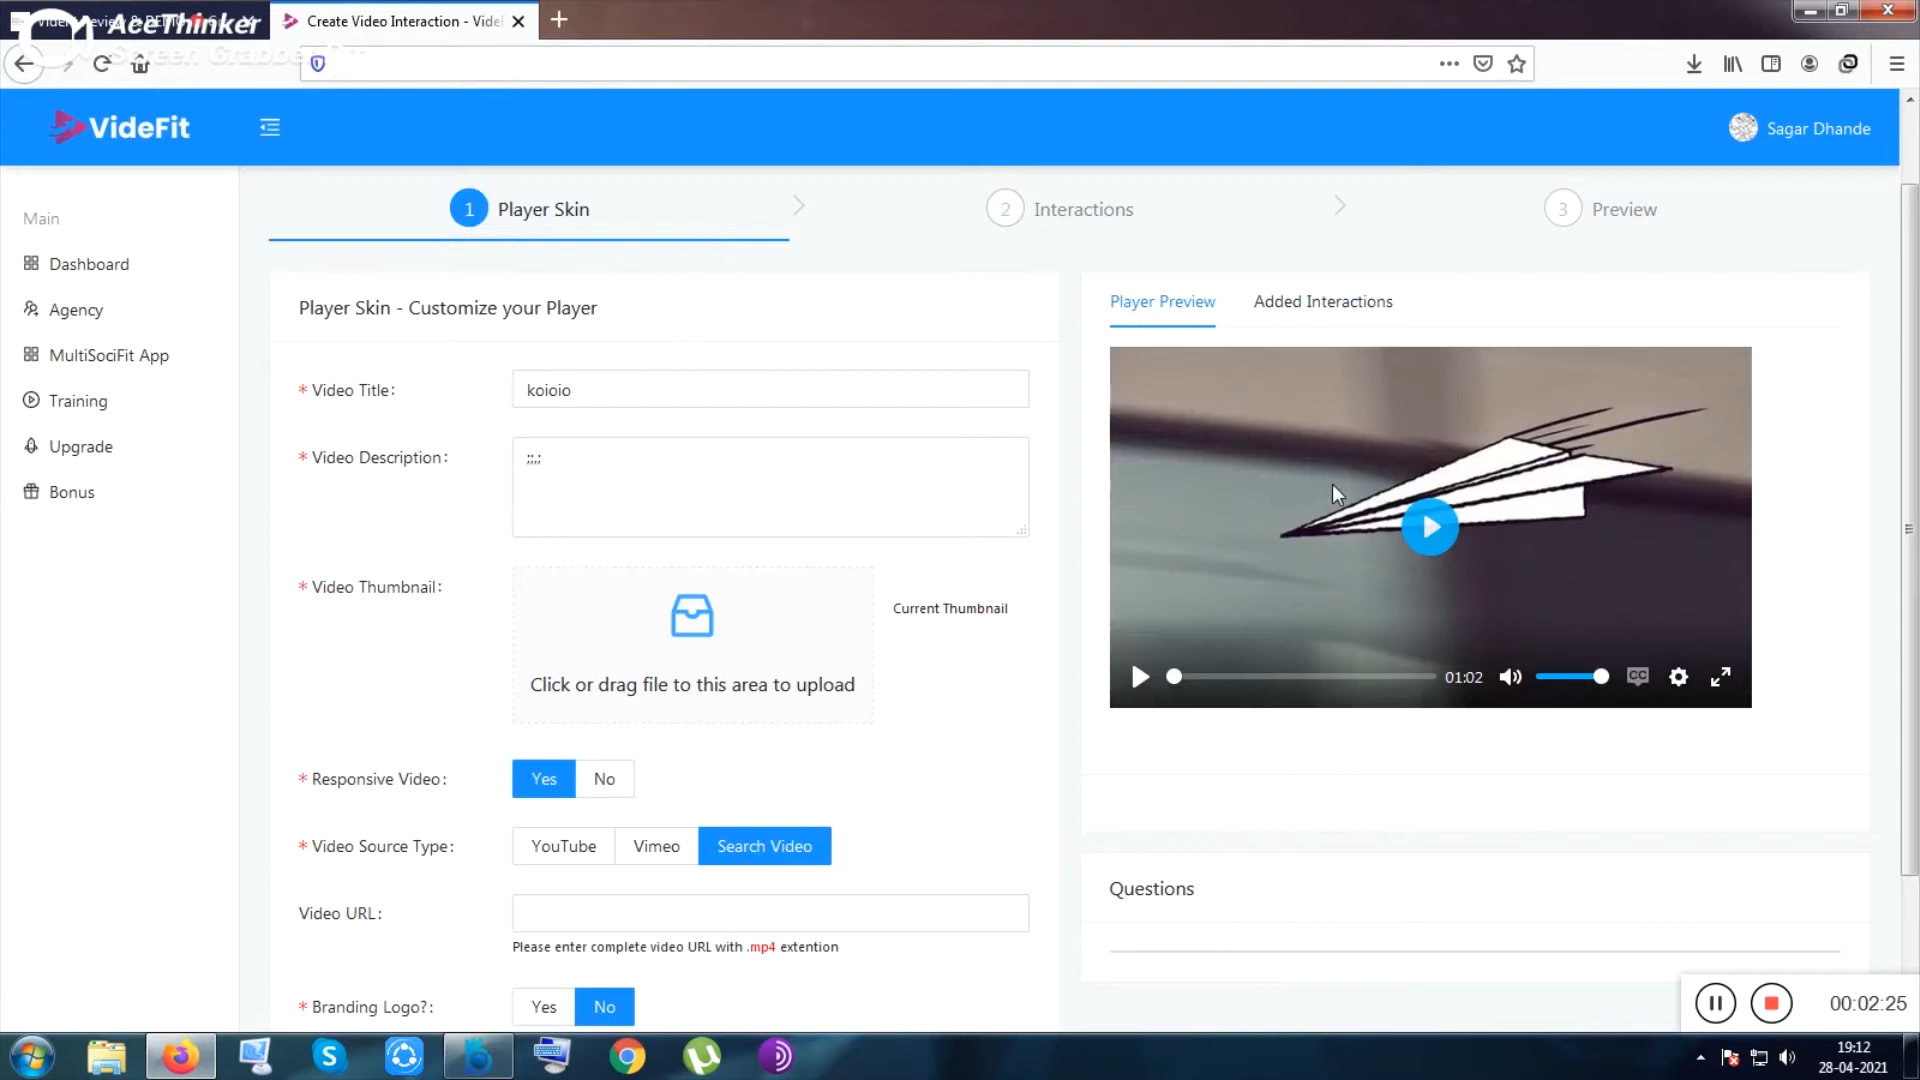 AceThinker
Create Video Interaction - Videl
VideFit
Sagar Dhande
1 Player Skin
2 Interactions
3 Preview
Main
Dashboard
Agency
MultiSociFit App
Training
Upgrade
Bonus
Player Skin - Customize your Player
* Video Title:
koioio
* Video Description:
;;,;
* Video Thumbnail:
Click or drag file to this area to upload
Current Thumbnail
* Responsive Video:
Yes
No
* Video Source Type:
YouTube
Vimeo
Search Video
Video URL:
Please enter complete video URL with .mp4 extention
* Branding Logo?:
Yes
No
Player Preview
Added Interactions
01:02
CC
Questions
00:02:25
19:12
28-04-2021